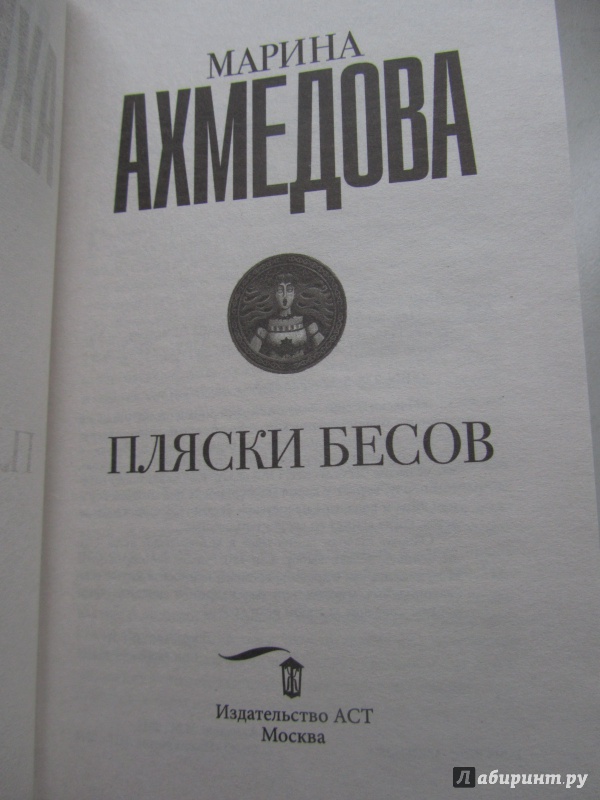 МАРИНА
АХМЕДОВА
ПЛЯСКИ БЕСОВ
Ж
Издательство АСТ
Москва
Лабиринт.ру